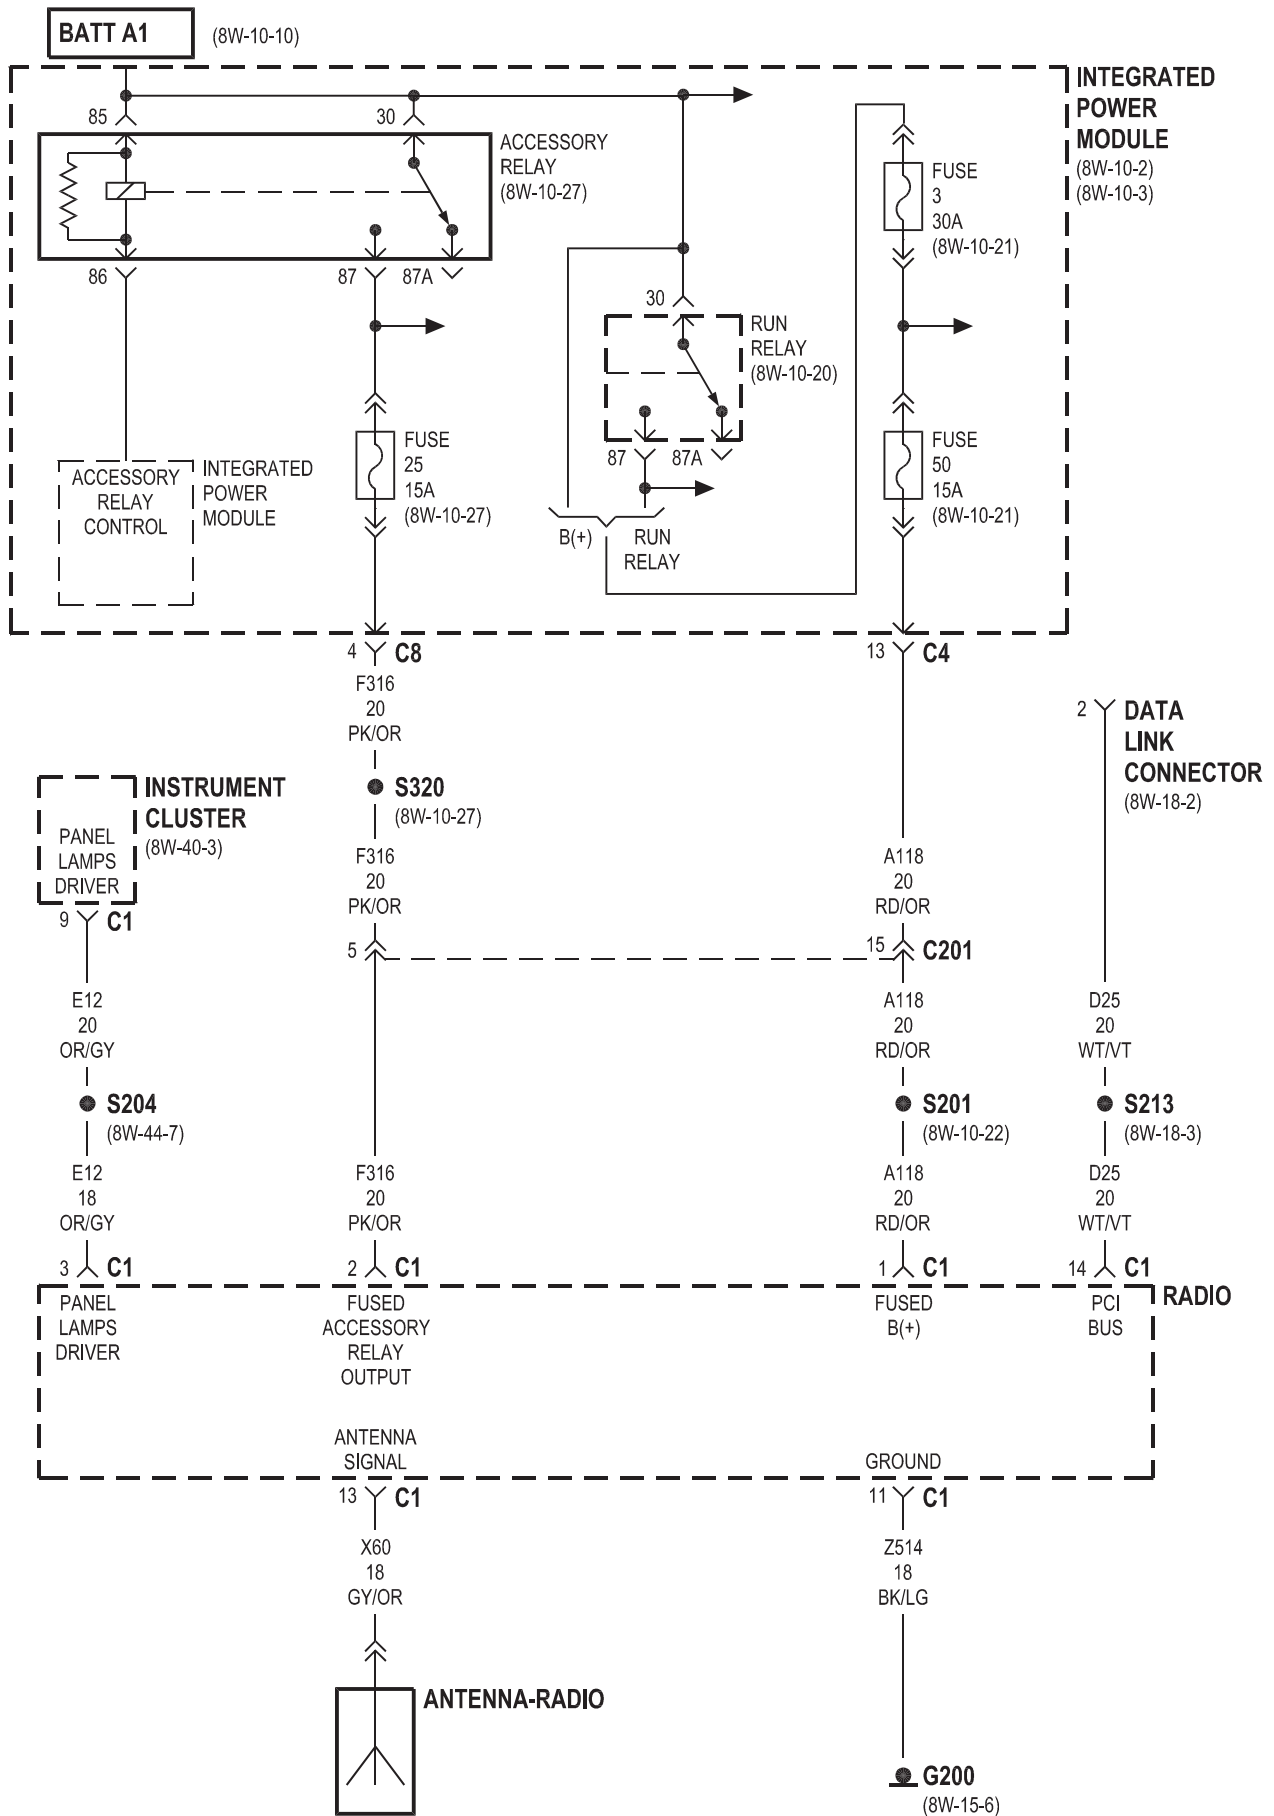 BATT A1 (8W-10-10)
INTEGRATED
POWER
MODULE
(8W-10-2)
(8W-10-3)
85
30
ACCESSORY
RELAY
(8W-10-27)
86
87
87A
FUSE
3
30A
(8W-10-21)
30
RUN
RELAY
(8W-10-20)
87
87A
B(+)
RUN
RELAY
ACCESSORY
RELAY
CONTROL
INTEGRATED
POWER
MODULE
FUSE
25
15A
(8W-10-27)
FUSE
50
15A
(8W-10-21)
4 C8
F316
20
PK/OR
S320
(8W-10-27)
F316
20
PK/OR
5
13 C4
A118
20
RD/OR
15 C201
2 DATA
LINK
CONNECTOR
(8W-18-2)
INSTRUMENT
CLUSTER
(8W-40-3)
PANEL
LAMPS
DRIVER
9 C1
E12
20
OR/GY
S204
(8W-44-7)
E12
18
OR/GY
3 C1
F316
20
PK/OR
2 C1
A118
20
RD/OR
S201
(8W-10-22)
A118
20
RD/OR
1 C1
D25
20
WT/VT
S213
(8W-18-3)
D25
20
WT/VT
14 C1
RADIO
PANEL
LAMPS
DRIVER
FUSED
ACCESSORY
RELAY
OUTPUT
FUSED
B(+)
PCI
BUS
ANTENNA
SIGNAL
GROUND
13 C1
X60
18
GY/OR
ANTENNA-RADIO
11 C1
Z514
18
BK/LG
G200
(8W-15-6)